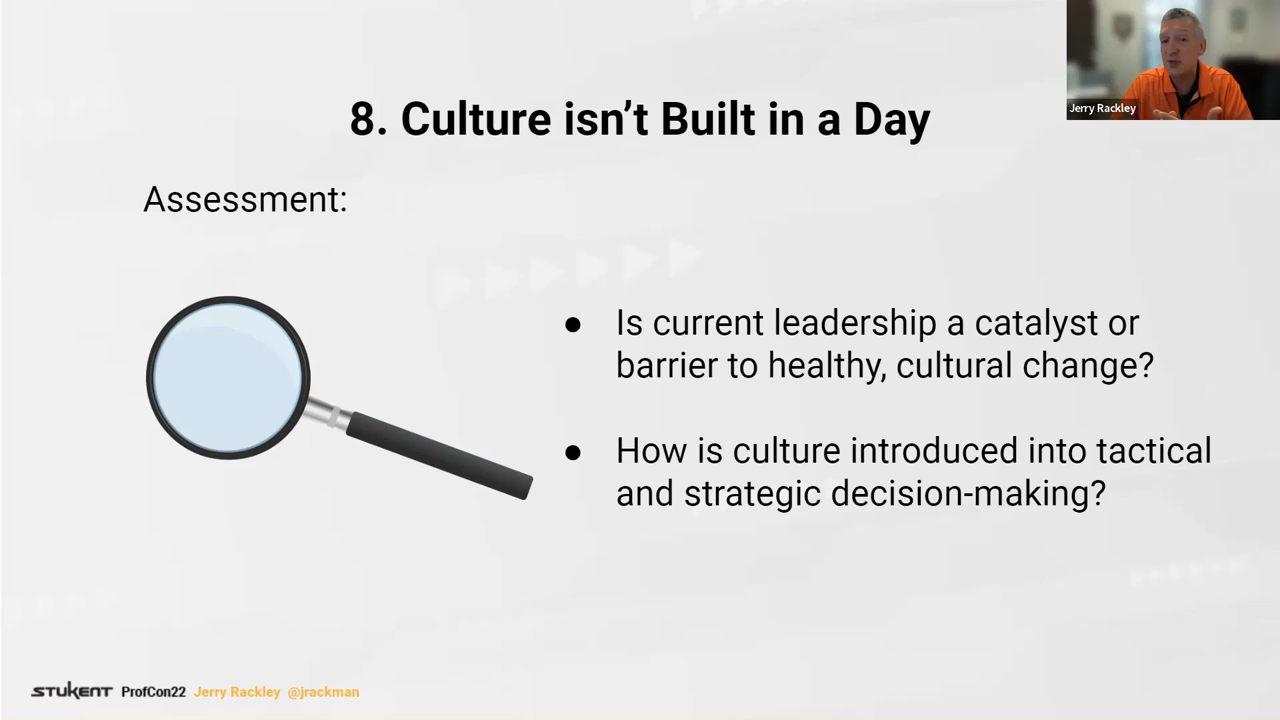 Jerry Rackley
8. Culture isn’t Built in a Day
Assessment:
● Is current leadership a catalyst or
barrier to healthy, cultural change?
● How is culture introduced into tactical
and strategic decision-making?
STUKENT ProfCon22 Jerry Rackley @jrackman